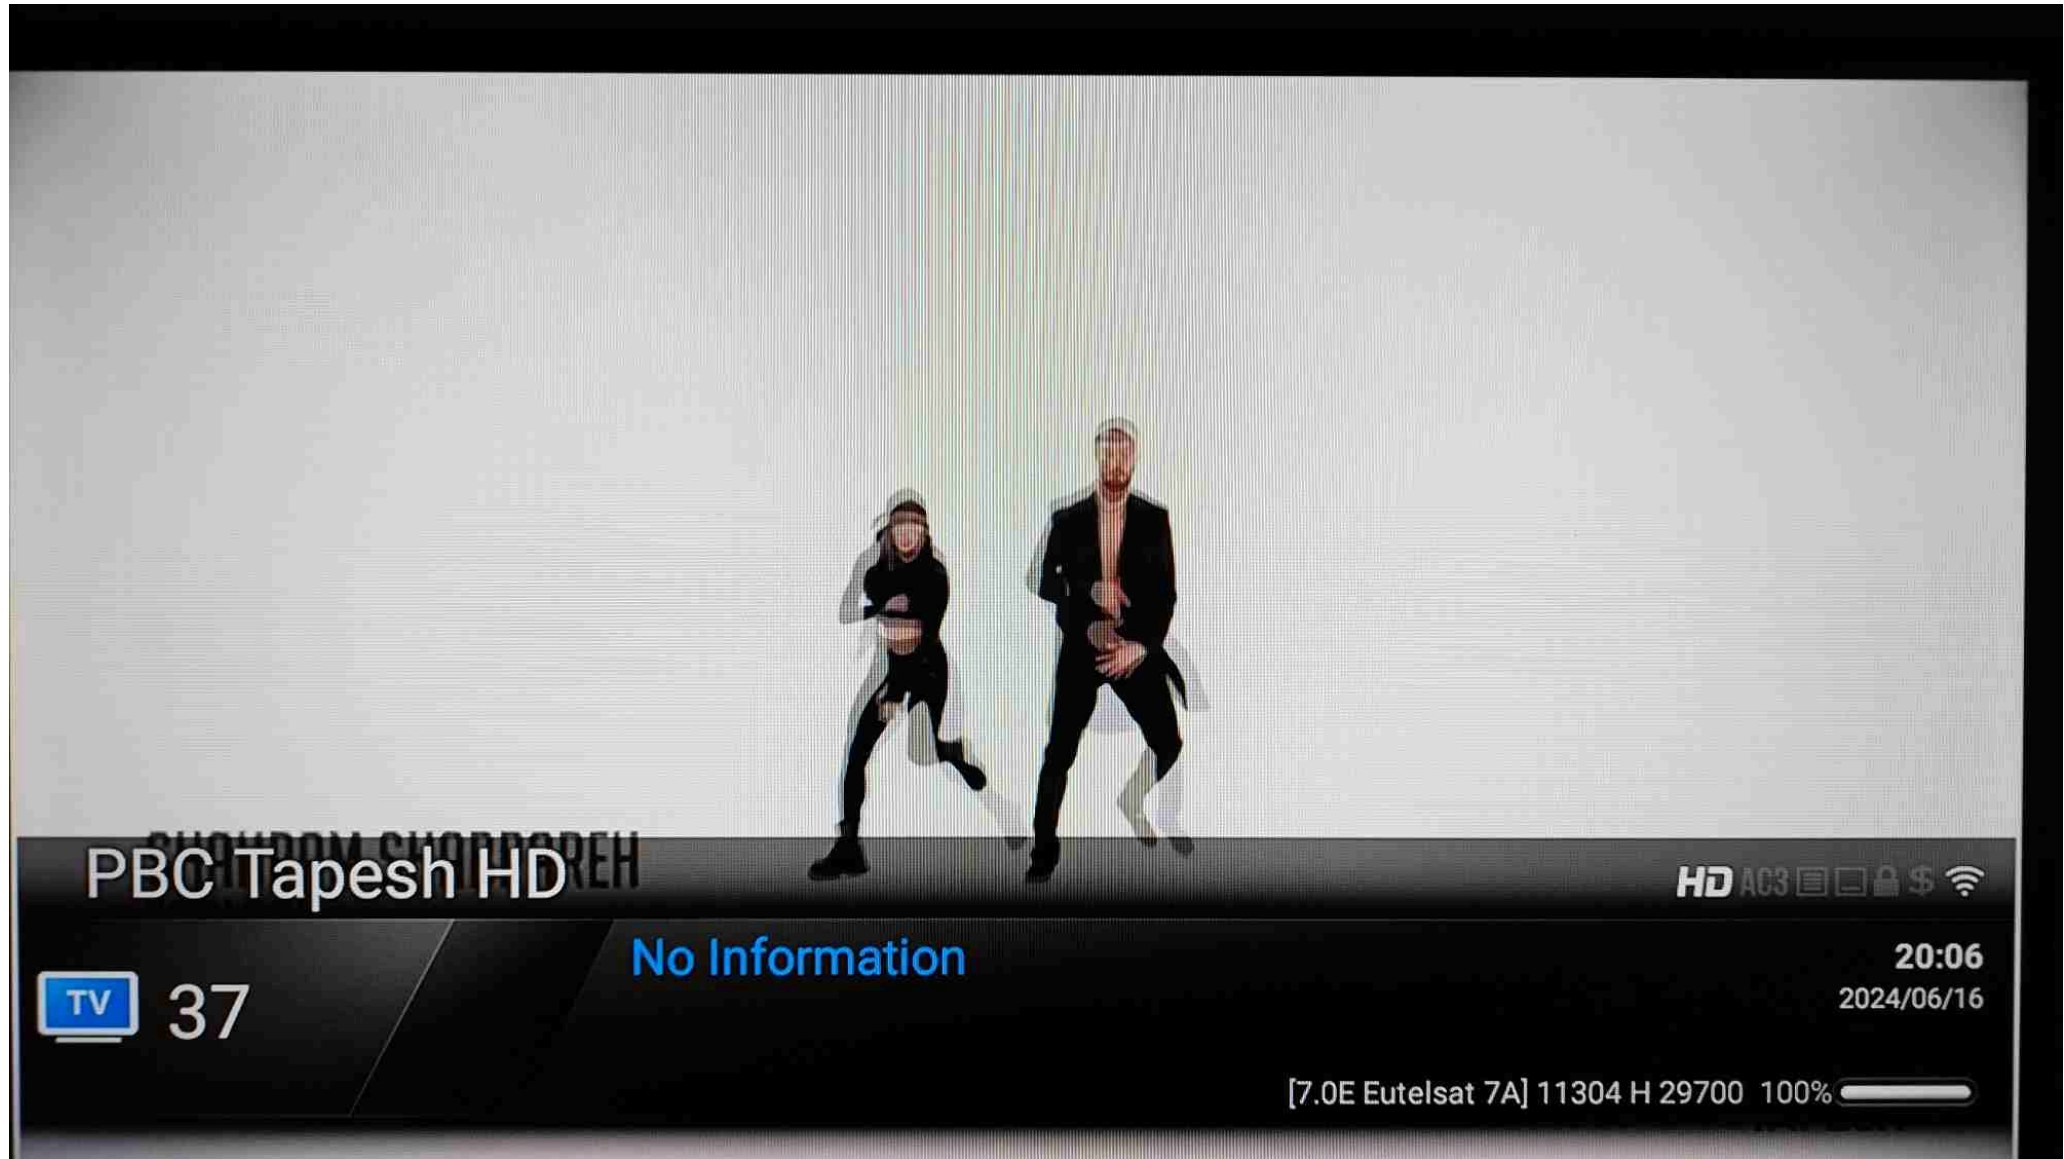 PBC Tapesh HD
HD AC3 $
TV 37
No Information
20:06
2024/06/16
[7.0E Eutelsat 7A] 11304 H 29700 100%